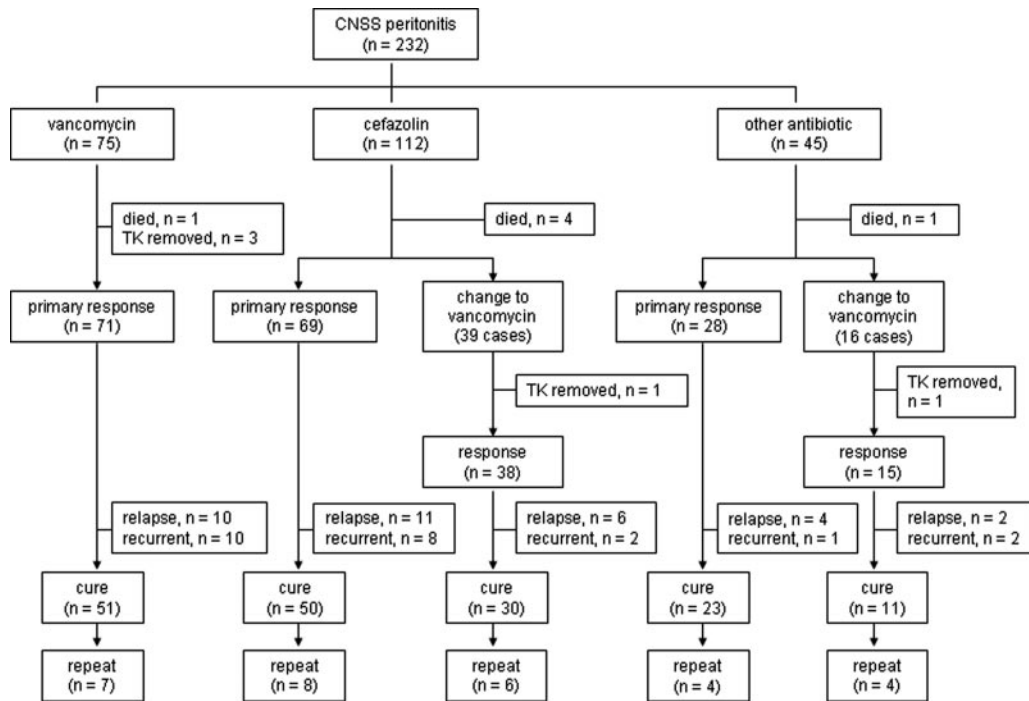 CNSS peritonitis
(n = 232)
vancomycin
(n = 75)
cefazolin
(n = 112)
other antibiotic
(n = 45)
died, n = 1
TK removed, n = 3
died, n = 4
died, n = 1
primary response
(n = 71)
primary response
(n = 69)
change to
vancomycin
(39 cases)
primary response
(n = 28)
change to
vancomycin
(16 cases)
TK removed, n = 1
TK removed,
n = 1
response
(n = 38)
response
(n = 15)
relapse, n = 10
recurrent, n = 10
relapse, n = 11
recurrent, n = 8
relapse, n = 6
recurrent, n = 2
relapse, n = 4
recurrent, n = 1
relapse, n = 2
recurrent, n = 2
cure
(n = 51)
cure
(n = 50)
cure
(n = 30)
cure
(n = 23)
cure
(n = 11)
repeat
(n = 7)
repeat
(n = 8)
repeat
(n = 6)
repeat
(n = 4)
repeat
(n = 4)